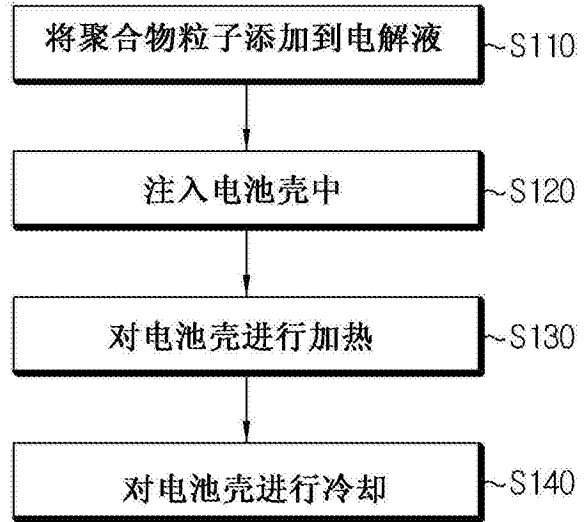 将聚合物粒子添加到电解液 ~S110
注入电池壳中 ~S120
对电池壳进行加热 ~S130
对电池壳进行冷却 ~S140